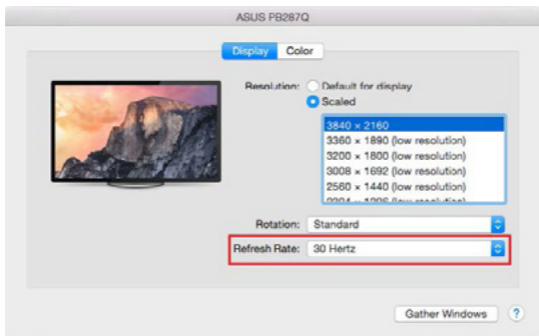 ASUS PB287Q
Display Color
Resolution: Default for display
Scaled
3840 × 2160
3360 × 1890 (low resolution)
3200 × 1800 (low resolution)
3008 × 1692 (low resolution)
2560 × 1440 (low resolution)
Rotation: Standard
Refresh Rate: 30 Hertz
Gather Windows ?